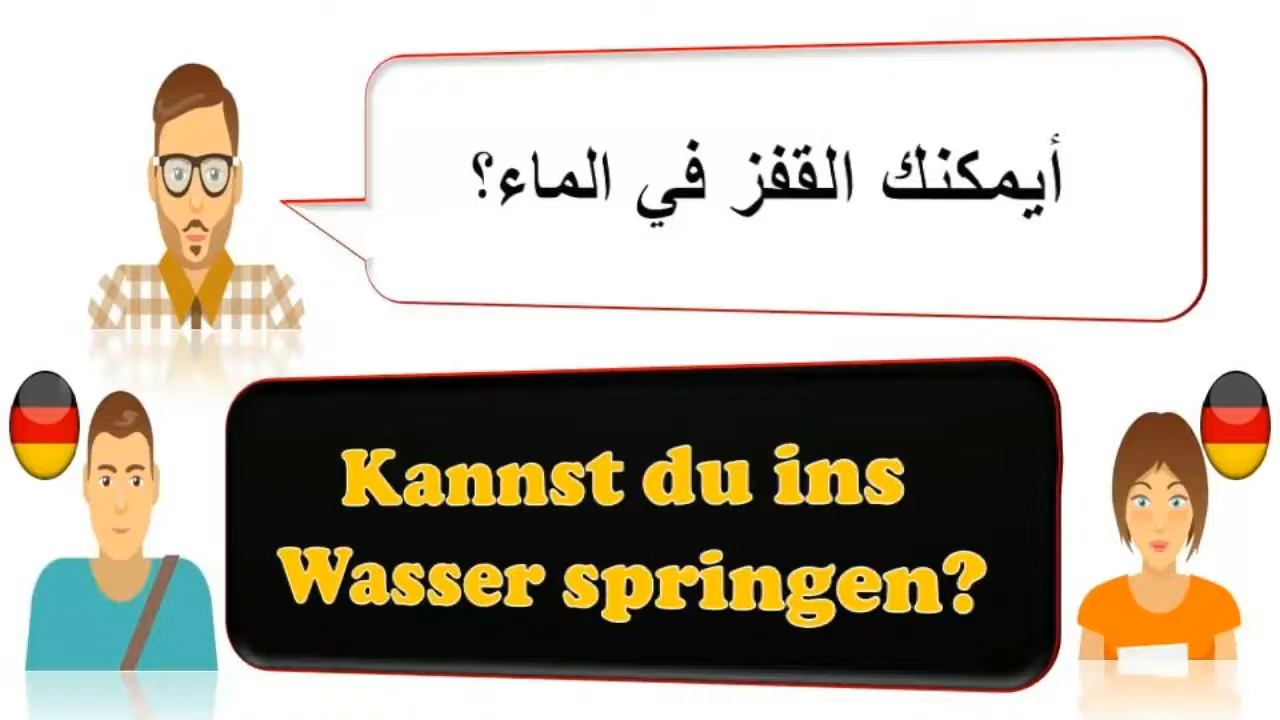 أيمكنك القفز في الماء؟
Kannst du ins
Wasser springen?